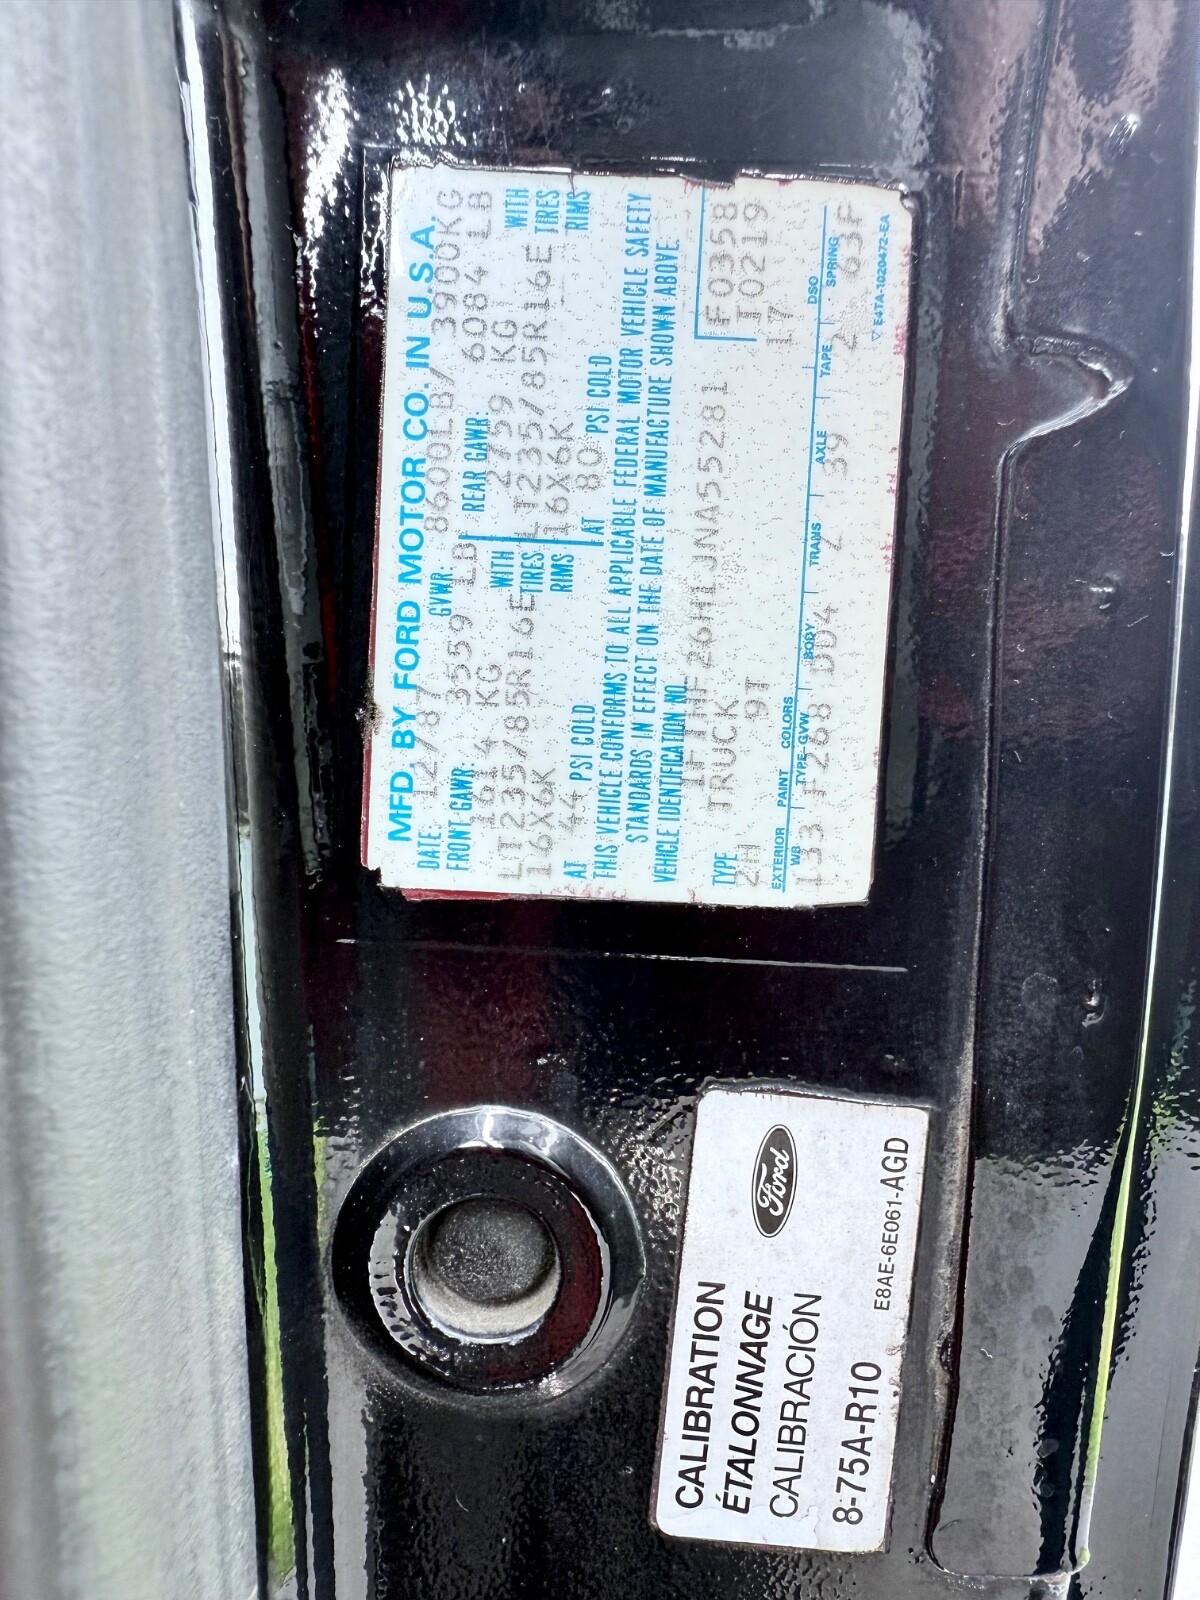 MFD. BY FORD MOTOR CO. IN U.S.A.
DATE: 12/87 GVWR 8600LB/ 3900KG
FRONT GAWR: 3559 LB REAR GAWR: 6084 LB
1614 KG WITH 2759 KG WITH
LT235/85R16E TIRES LT235/85R16E TIRES
16X6K RIMS 16X6K RIMS
AT 44 PSI COLD AT 80 PSI COLD
THIS VEHICLE CONFORMS TO ALL APPLICABLE FEDERAL MOTOR VEHICLE SAFETY
STANDARDS IN EFFECT ON THE DATE OF MANUFACTURE SHOWN ABOVE.
VEHICLE IDENTIFICATION NO. F0358
TYPE TRUCK T0219
2H 9T 17
EXTERIOR PAINT COLORS DSO
WB TYPE-GVW BODY TRANS AXLE TAPE SPRING
133 F268 DD4 2 39 2 63F
▽ E4TA-1020472-EA
CALIBRATION Ford
ÉTALONNAGE
CALIBRACIÓN
8-75A-R10 E8AE-6E061-AGD